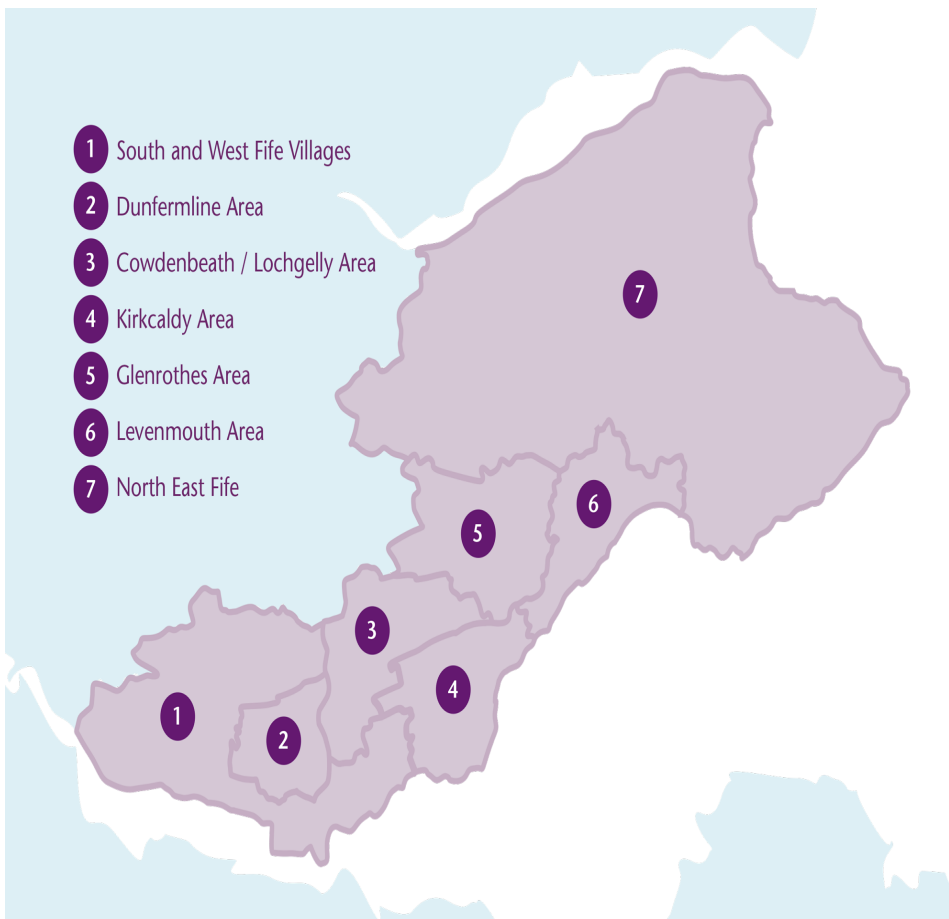 1 South and West Fife Villages
2 Dunfermline Area
3 Cowdenbeath / Lochgelly Area
4 Kirkcaldy Area
5 Glenrothes Area
6 Levenmouth Area
7 North East Fife
7
6
5
3
4
1
2